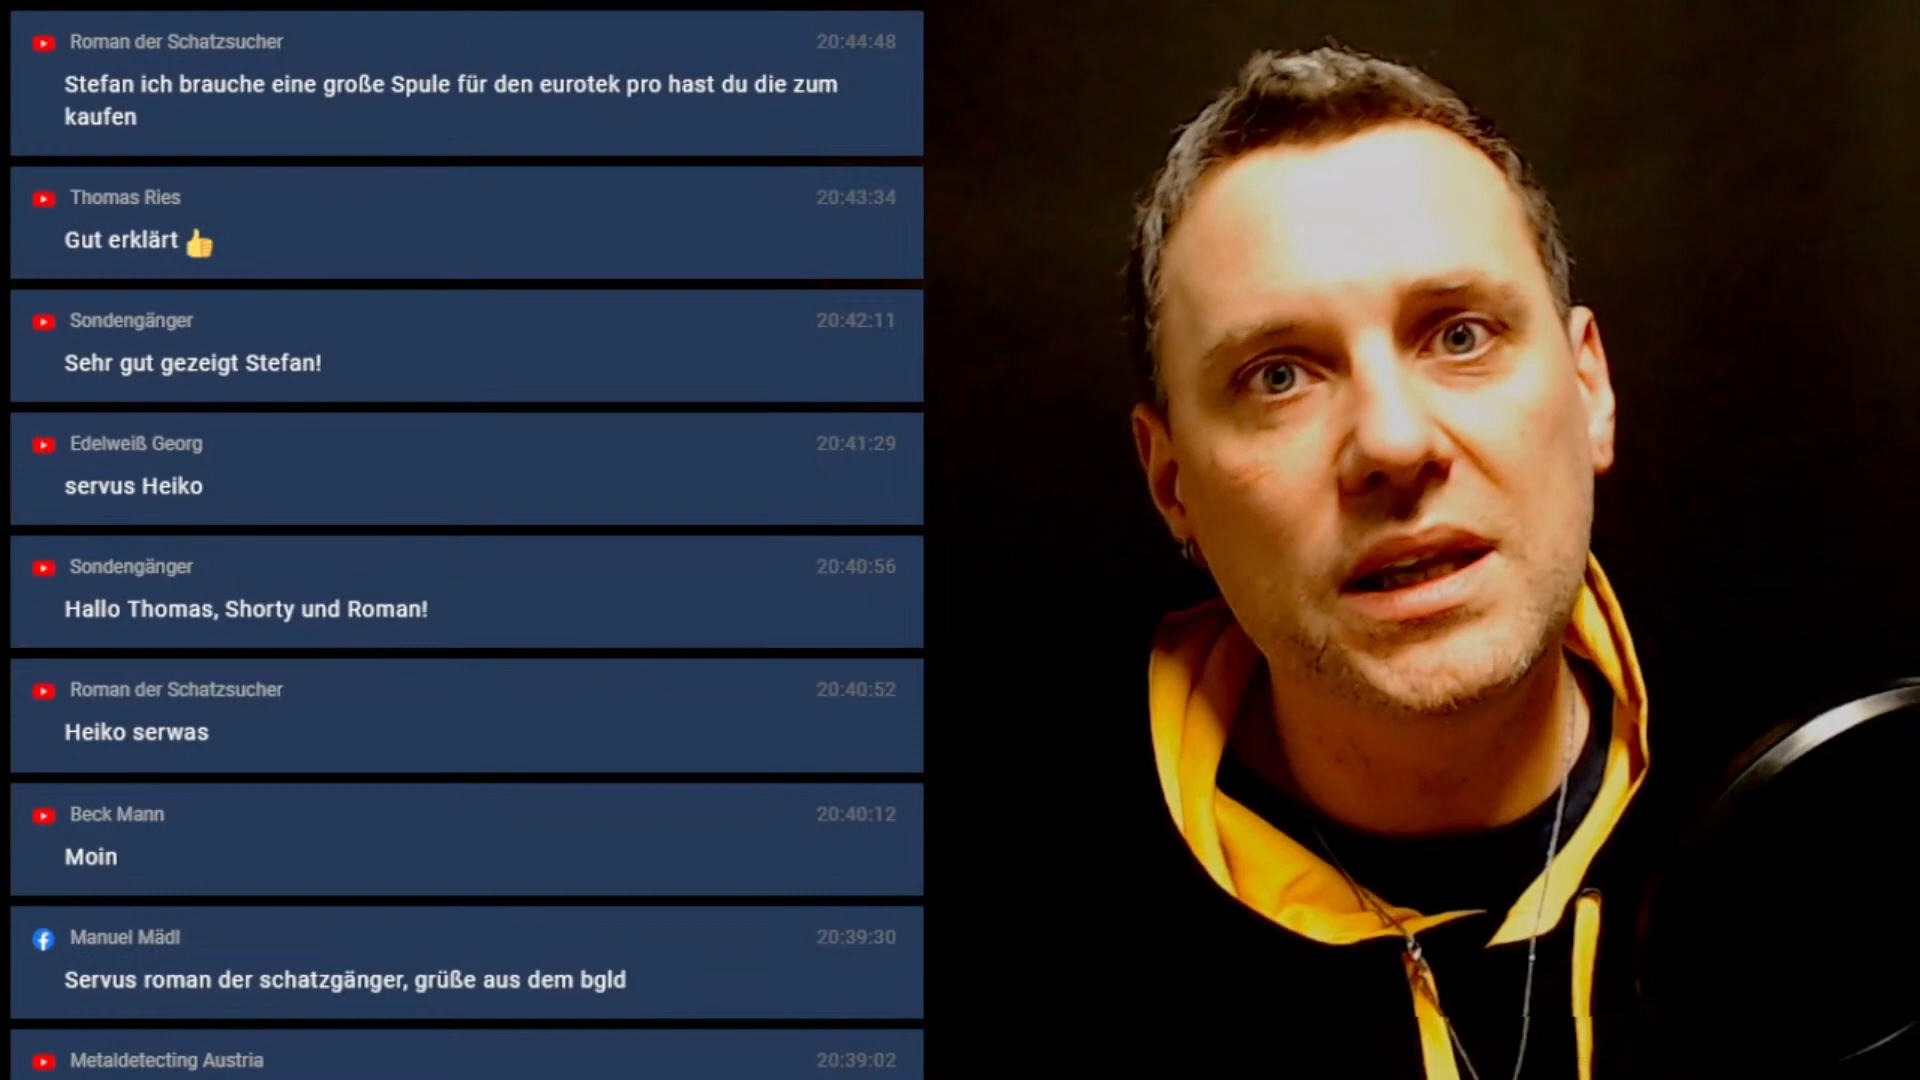 Roman der Schatzsucher 20:44:48
Stefan ich brauche eine große Spule für den eurotek pro hast du die zum
kaufen
Thomas Ries 20:43:34
Gut erklärt 👍
Sondengänger 20:42:11
Sehr gut gezeigt Stefan!
Edelweiß Georg 20:41:29
servus Heiko
Sondengänger 20:40:56
Hallo Thomas, Shorty und Roman!
Roman der Schatzsucher 20:40:52
Heiko serwas
Beck Mann 20:40:12
Moin
Manuel Mädl 20:39:30
Servus roman der schatzgänger, grüße aus dem bgld
Metaldetecting Austria 20:39:02